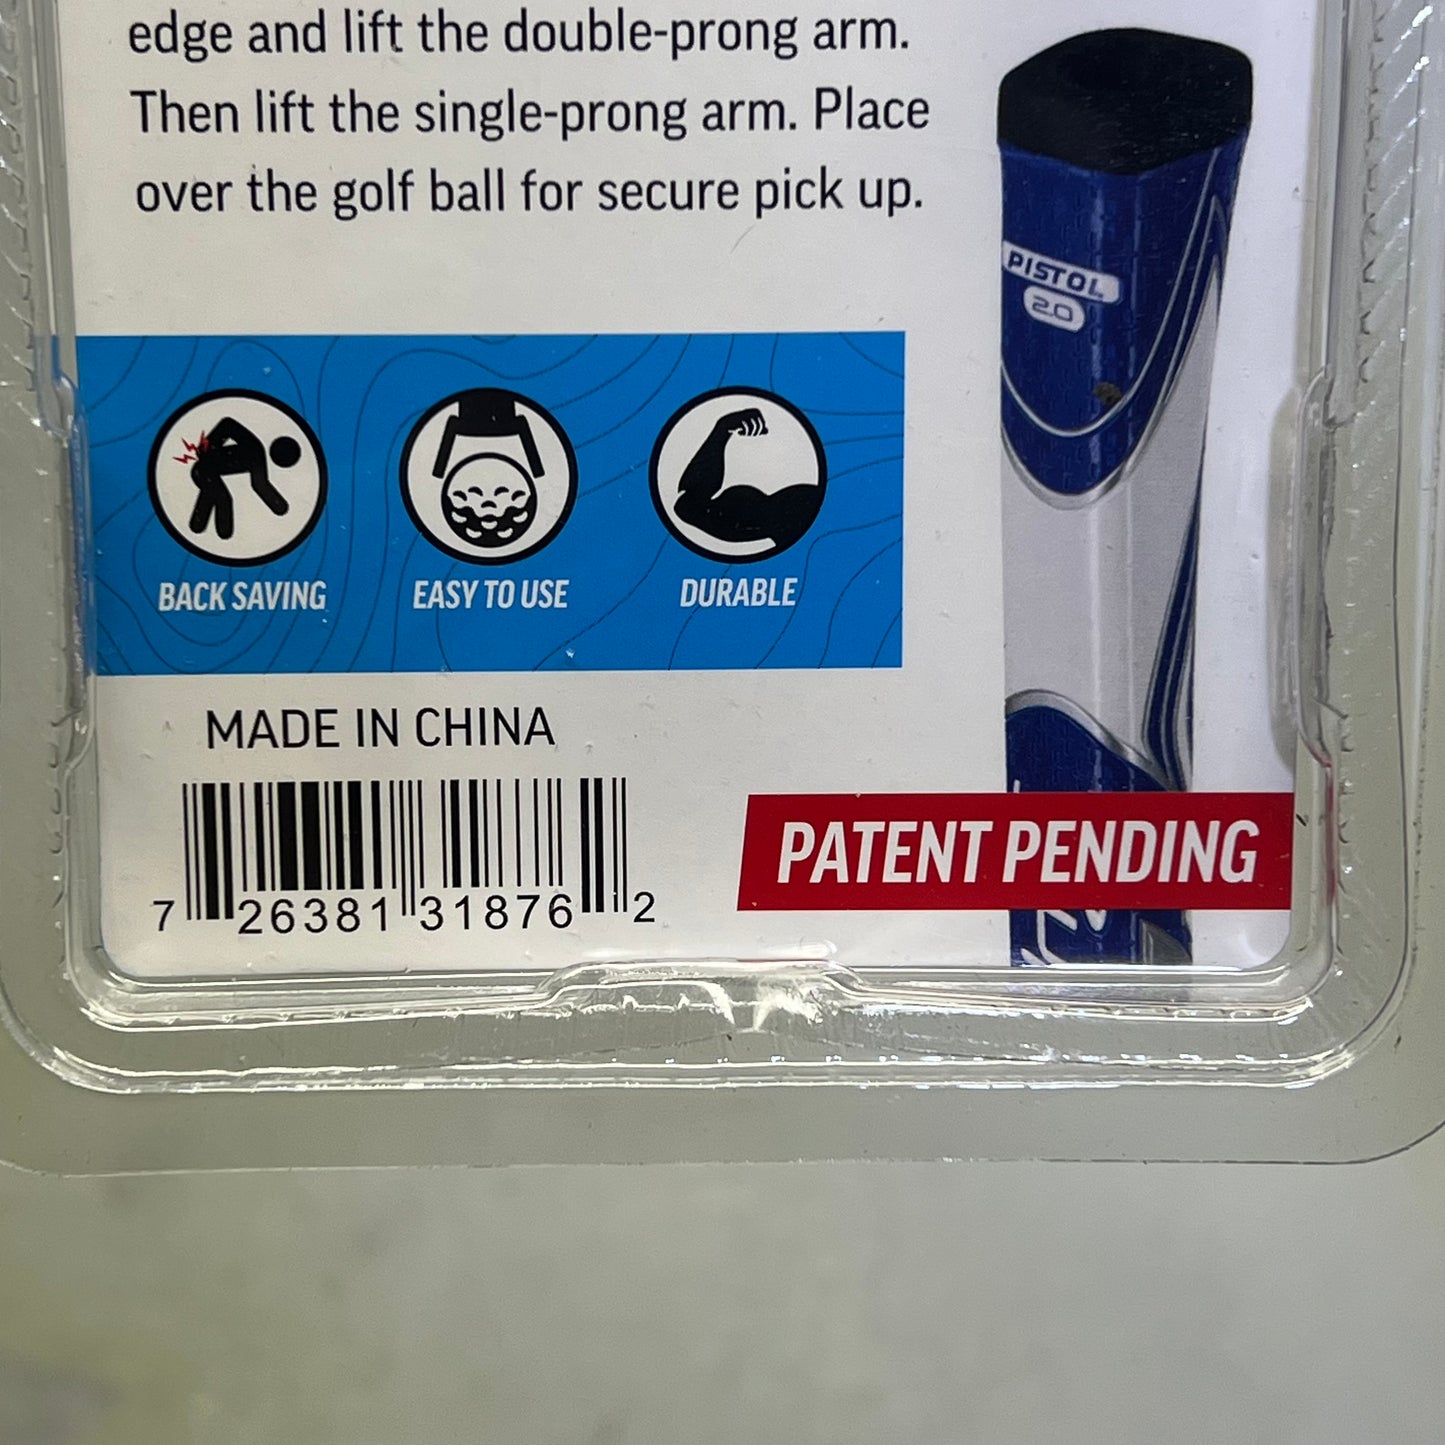 edge and lift the double-prong arm.
Then lift the single-prong arm. Place
over the golf ball for secure pick up.
PISTOL
2.0
BACK SAVING
EASY TO USE
DURABLE
MADE IN CHINA
7 26381 31876 2
PATENT PENDING